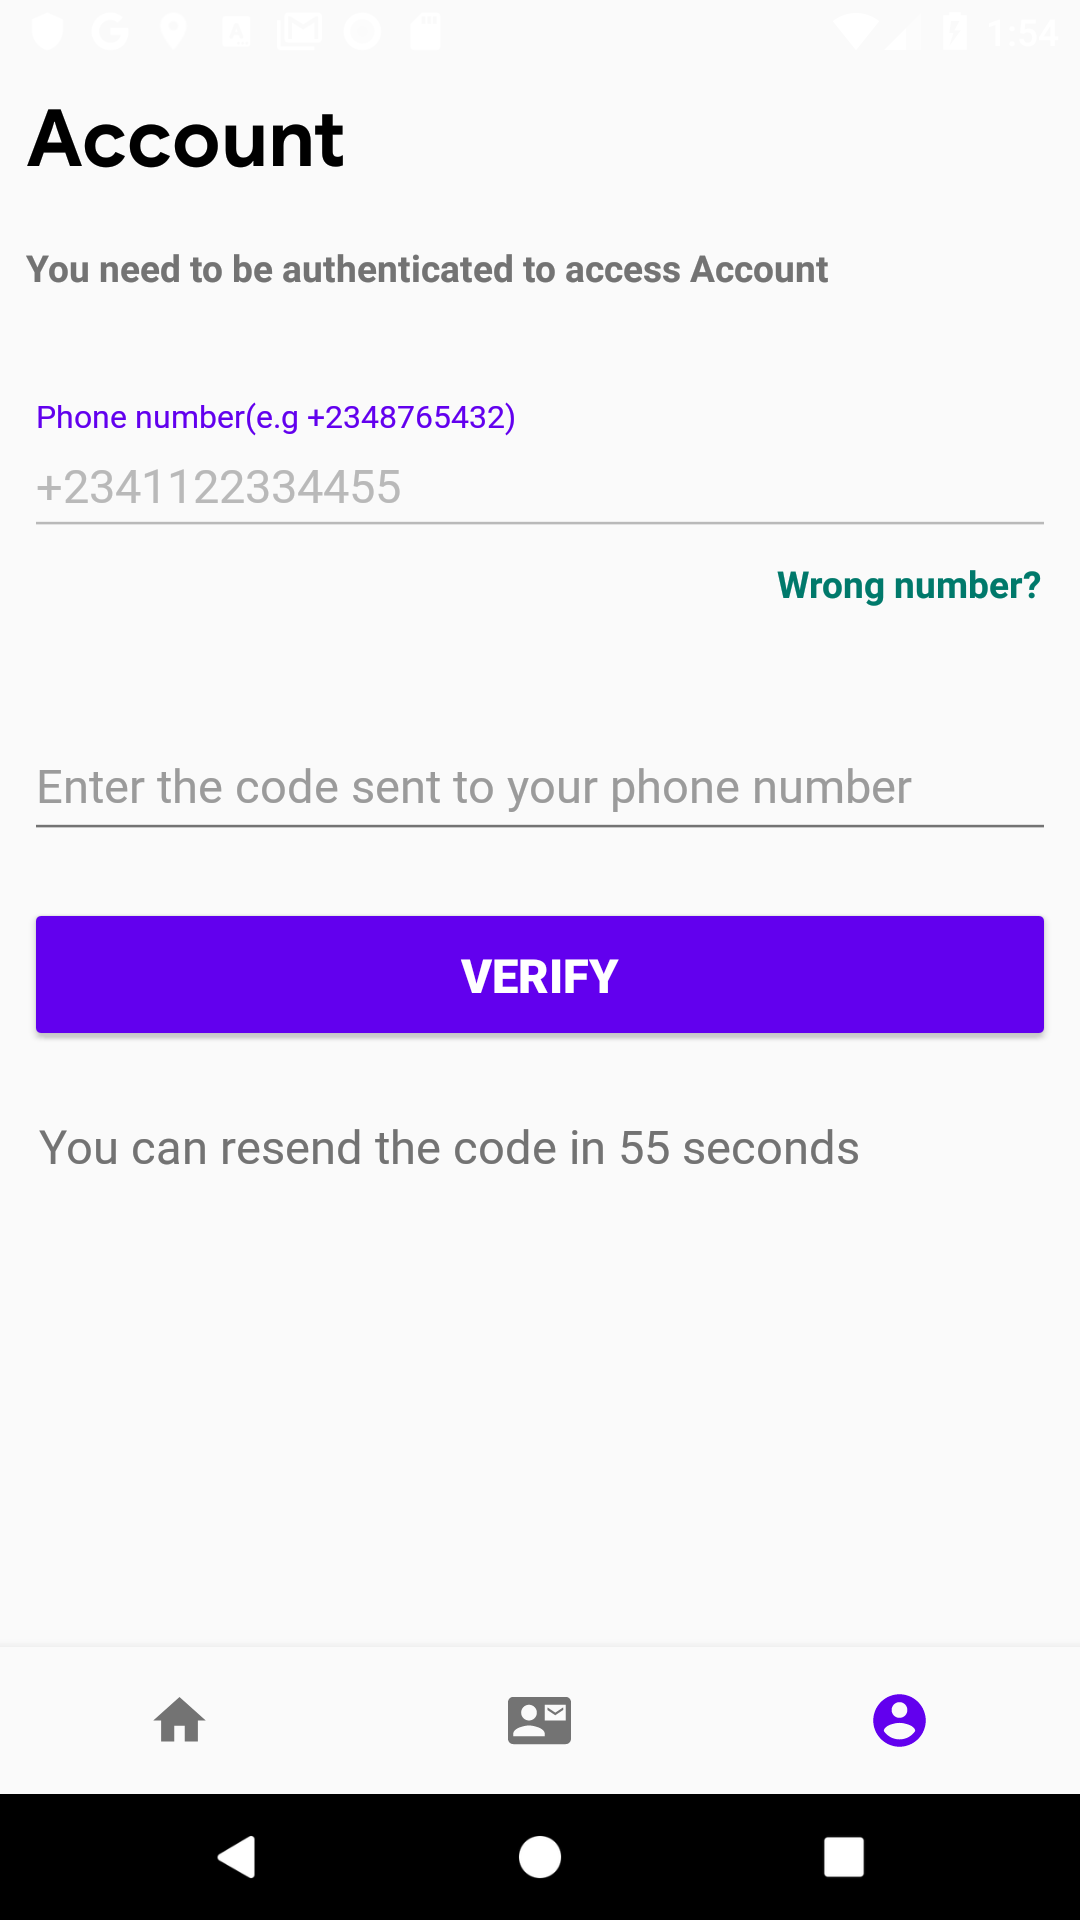 1:54
Account
You need to be authenticated to access Account
Phone number(e.g +2348765432)
+2341122334455
Wrong number?
Enter the code sent to your phone number
VERIFY
You can resend the code in 55 seconds